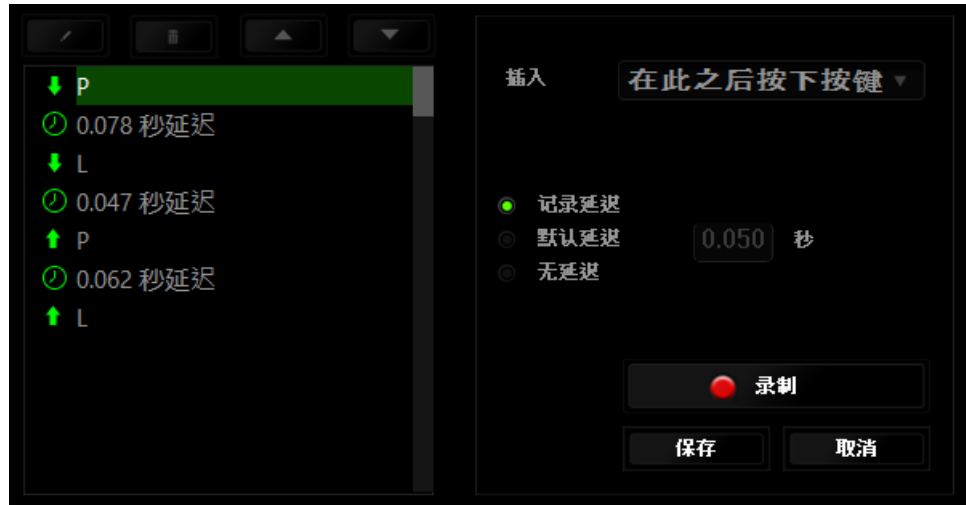 P
0.078 秒延迟
L
0.047 秒延迟
P
0.062 秒延迟
L
插入 在此之后按下按键
记录延迟
默认延迟 0.050 秒
无延迟
录制
保存 取消